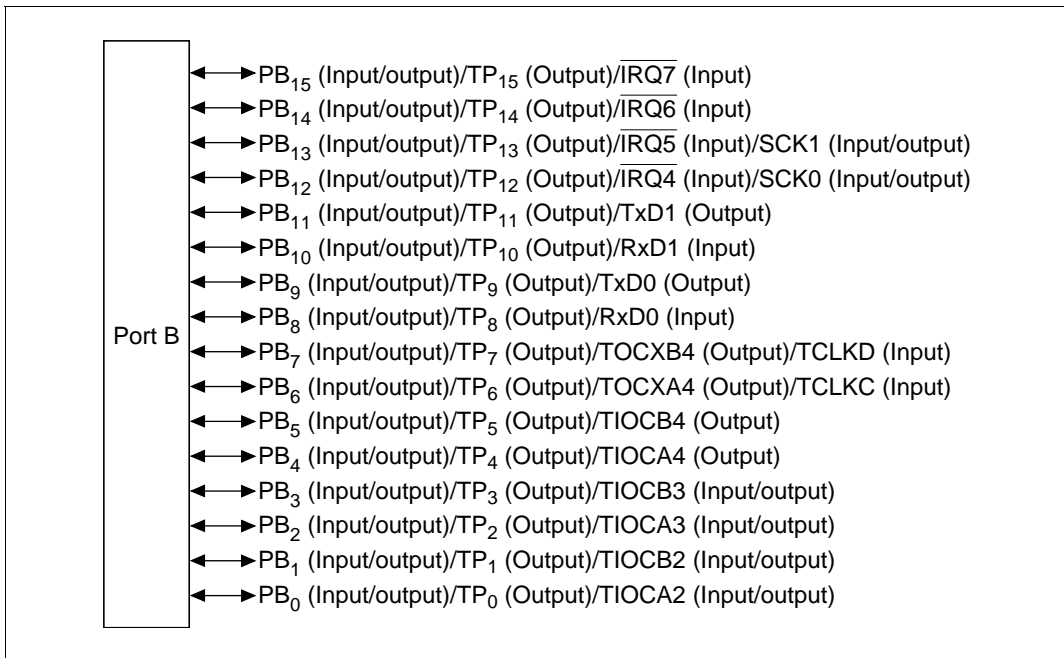 PB15 (Input/output)/TP15 (Output)/I̅R̅Q̅7̅ (Input)
PB14 (Input/output)/TP14 (Output)/I̅R̅Q̅6̅ (Input)
PB13 (Input/output)/TP13 (Output)/I̅R̅Q̅5̅ (Input)/SCK1 (Input/output)
PB12 (Input/output)/TP12 (Output)/I̅R̅Q̅4̅ (Input)/SCK0 (Input/output)
PB11 (Input/output)/TP11 (Output)/TxD1 (Output)
PB10 (Input/output)/TP10 (Output)/RxD1 (Input)
PB9 (Input/output)/TP9 (Output)/TxD0 (Output)
PB8 (Input/output)/TP8 (Output)/RxD0 (Input)
Port B
PB7 (Input/output)/TP7 (Output)/TOCXB4 (Output)/TCLKD (Input)
PB6 (Input/output)/TP6 (Output)/TOCXA4 (Output)/TCLKC (Input)
PB5 (Input/output)/TP5 (Output)/TIOCB4 (Output)
PB4 (Input/output)/TP4 (Output)/TIOCA4 (Output)
PB3 (Input/output)/TP3 (Output)/TIOCB3 (Input/output)
PB2 (Input/output)/TP2 (Output)/TIOCA3 (Input/output)
PB1 (Input/output)/TP1 (Output)/TIOCB2 (Input/output)
PB0 (Input/output)/TP0 (Output)/TIOCA2 (Input/output)